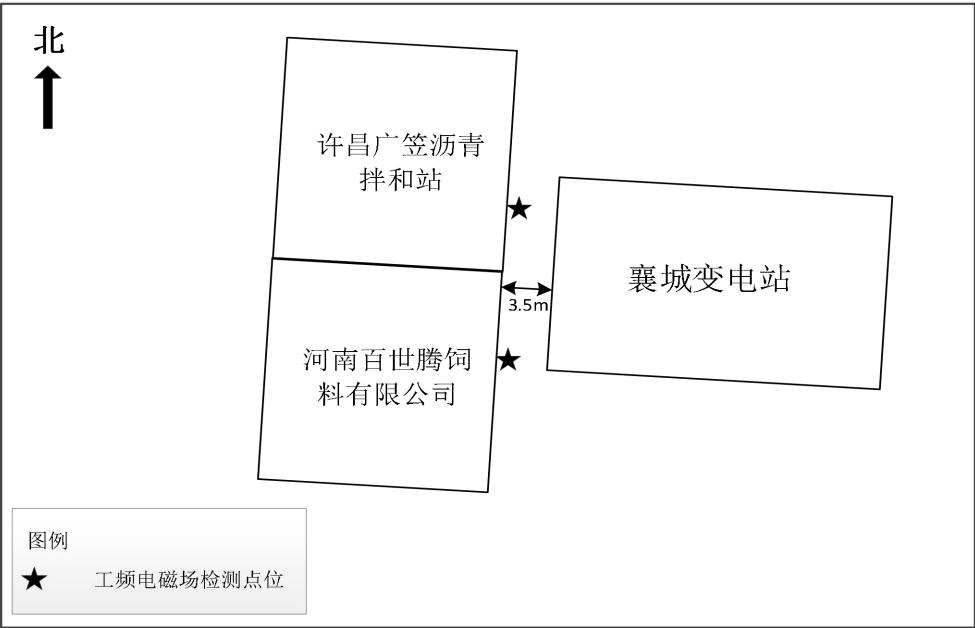 北
许昌广笠沥青
拌和站
襄城变电站
3.5m
河南百世腾饲
料有限公司
图例
工频电磁场检测点位